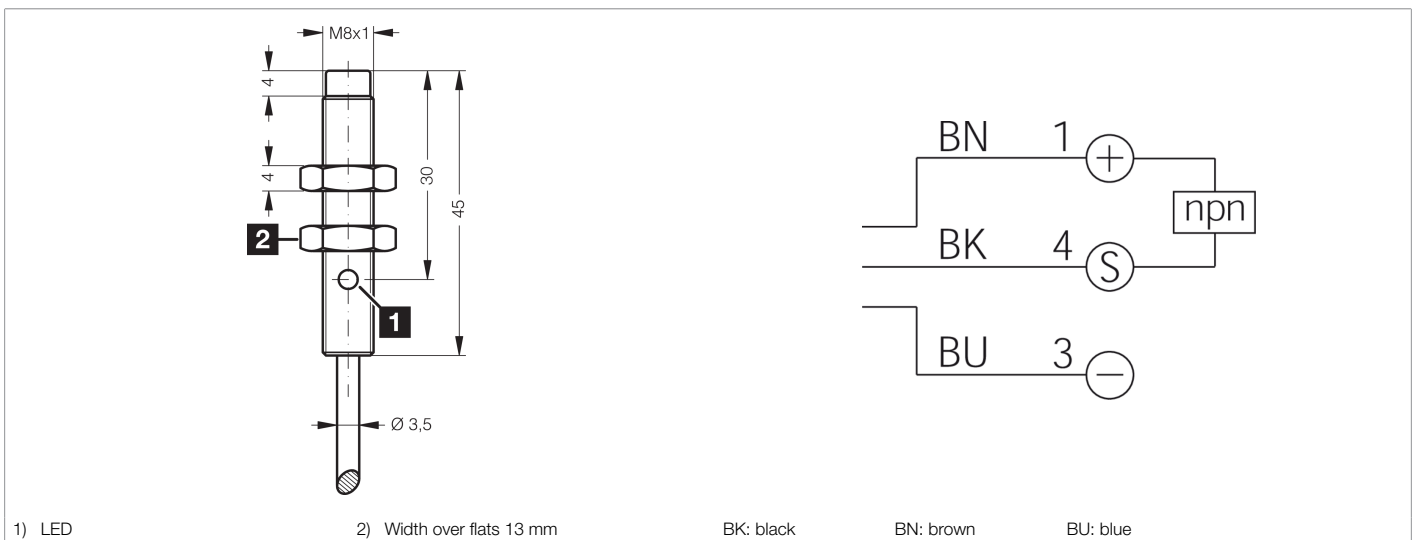 M8x1
4
4
30
45
2
1
Ø 3,5
BN 1 +
npn
BK 4 S
BU 3 −
1) LED 2) Width over flats 13 mm BK: black BN: brown BU: blue